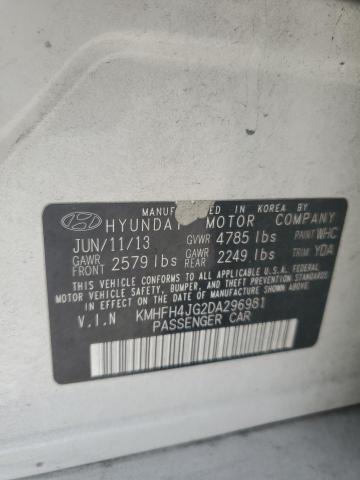 MANUFACTURED IN KOREA BY
HYUNDAI MOTOR COMPANY
JUN/11/13 GVWR 4785 lbs PAINT WHC
GAWR FRONT 2579 lbs GAWR REAR 2249 lbs TRIM YDA
THIS VEHICLE CONFORMS TO ALL APPLICABLE U.S.A. FEDERAL
MOTOR VEHICLE SAFETY, BUMPER, AND THEFT PREVENTION STANDARDS
IN EFFECT ON THE DATE OF MANUFACTURE SHOWN ABOVE.
V.I.N KMHFH4JG2DA296981
PASSENGER CAR